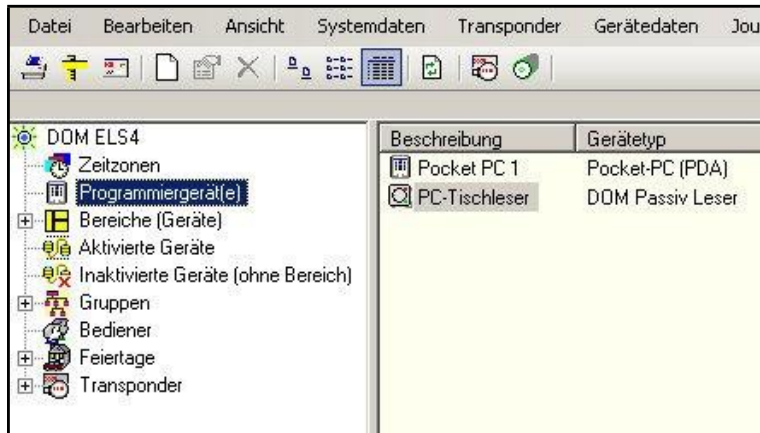 Datei Bearbeiten Ansicht Systemdaten Transponder Gerätedaten Jou
DOM ELS4
Zeitzonen
Programmiergerät(e)
Bereiche (Geräte)
Aktivierte Geräte
Inaktivierte Geräte (ohne Bereich)
Gruppen
Bediener
Feiertage
Transponder
Beschreibung Gerätetyp
Pocket PC 1 Pocket-PC (PDA)
PC-Tischleser DOM Passiv Leser